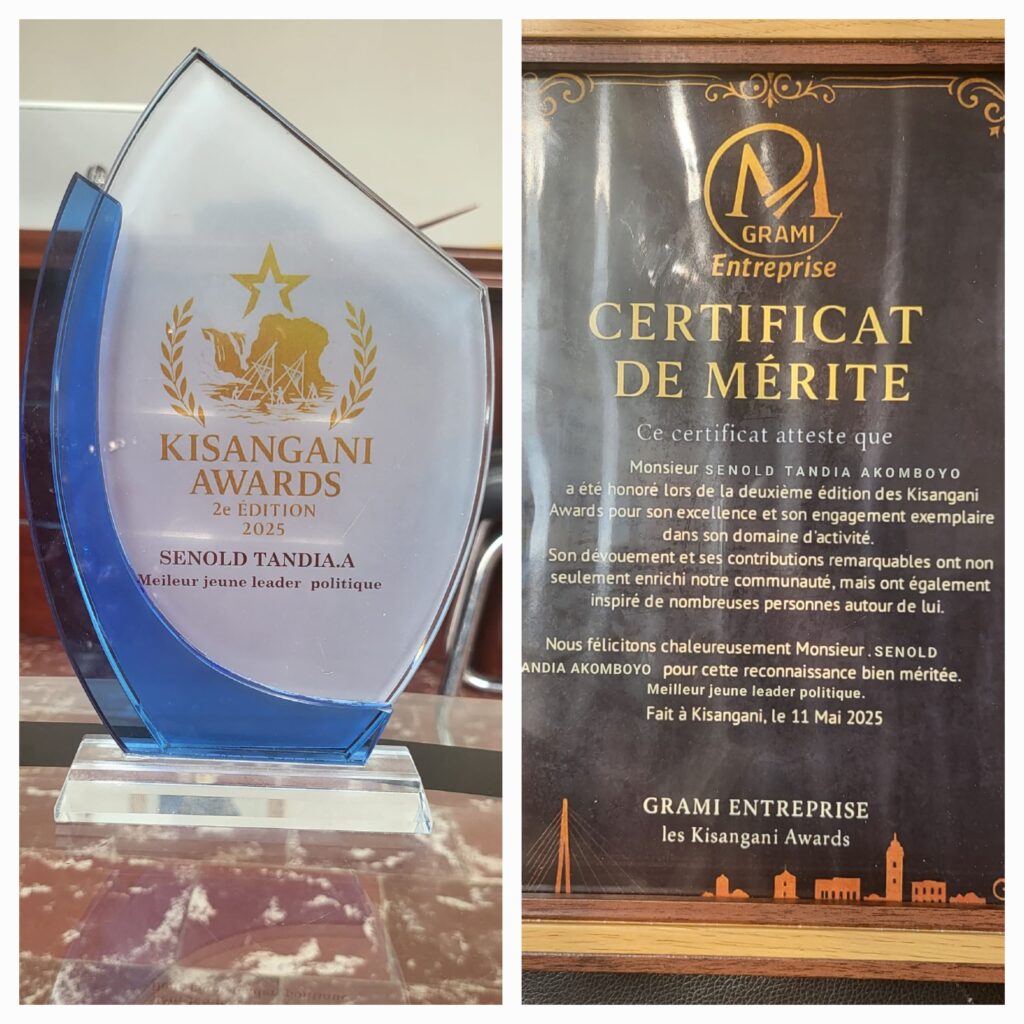 KISANGANI
AWARDS
2e ÉDITION
2025
SENOLD TANDIA.A
Meileur jeune leader politique
GRAMI
Entreprise
CERTIFICAT
DE MÉRITE
Ce certificat atteste que
Monsieur SENOLD TANDIA AKOMBOYO
a été honoré lors de la deuxième édition des Kisangani
Awards pour son excellence et son engagement exemplaire
dans son domaine d'activité.
Son dévouement et ses contributions remarquables ont non
seulement enrichi notre communauté, mais ont également
inspiré de nombreuses personnes autour de lui.
Nous félicitons chaleureusement Monsieur.SENOLD
ANDIA AKOMBOYO pour cette reconnaissance bien méritée.
Meilleur jeune leader politique.
Fait à Kisangani, le 11 Mai 2025
GRAMI ENTREPRISE
les Kisangani Awards